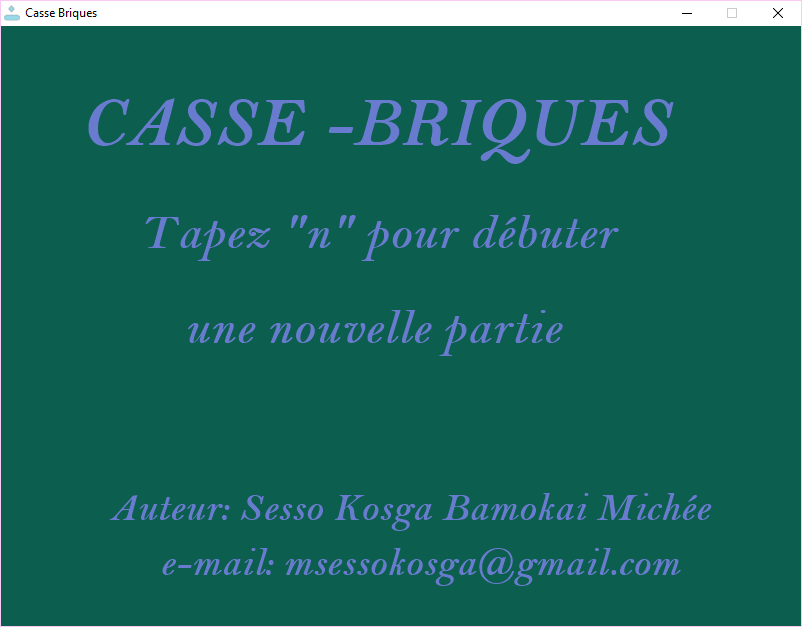 Casse Briques
CASSE -BRIQUES
Tapez "n" pour débuter
une nouvelle partie
Auteur: Sesso Kosga Bamokai Michée
e-mail: msessokosga@gmail.com